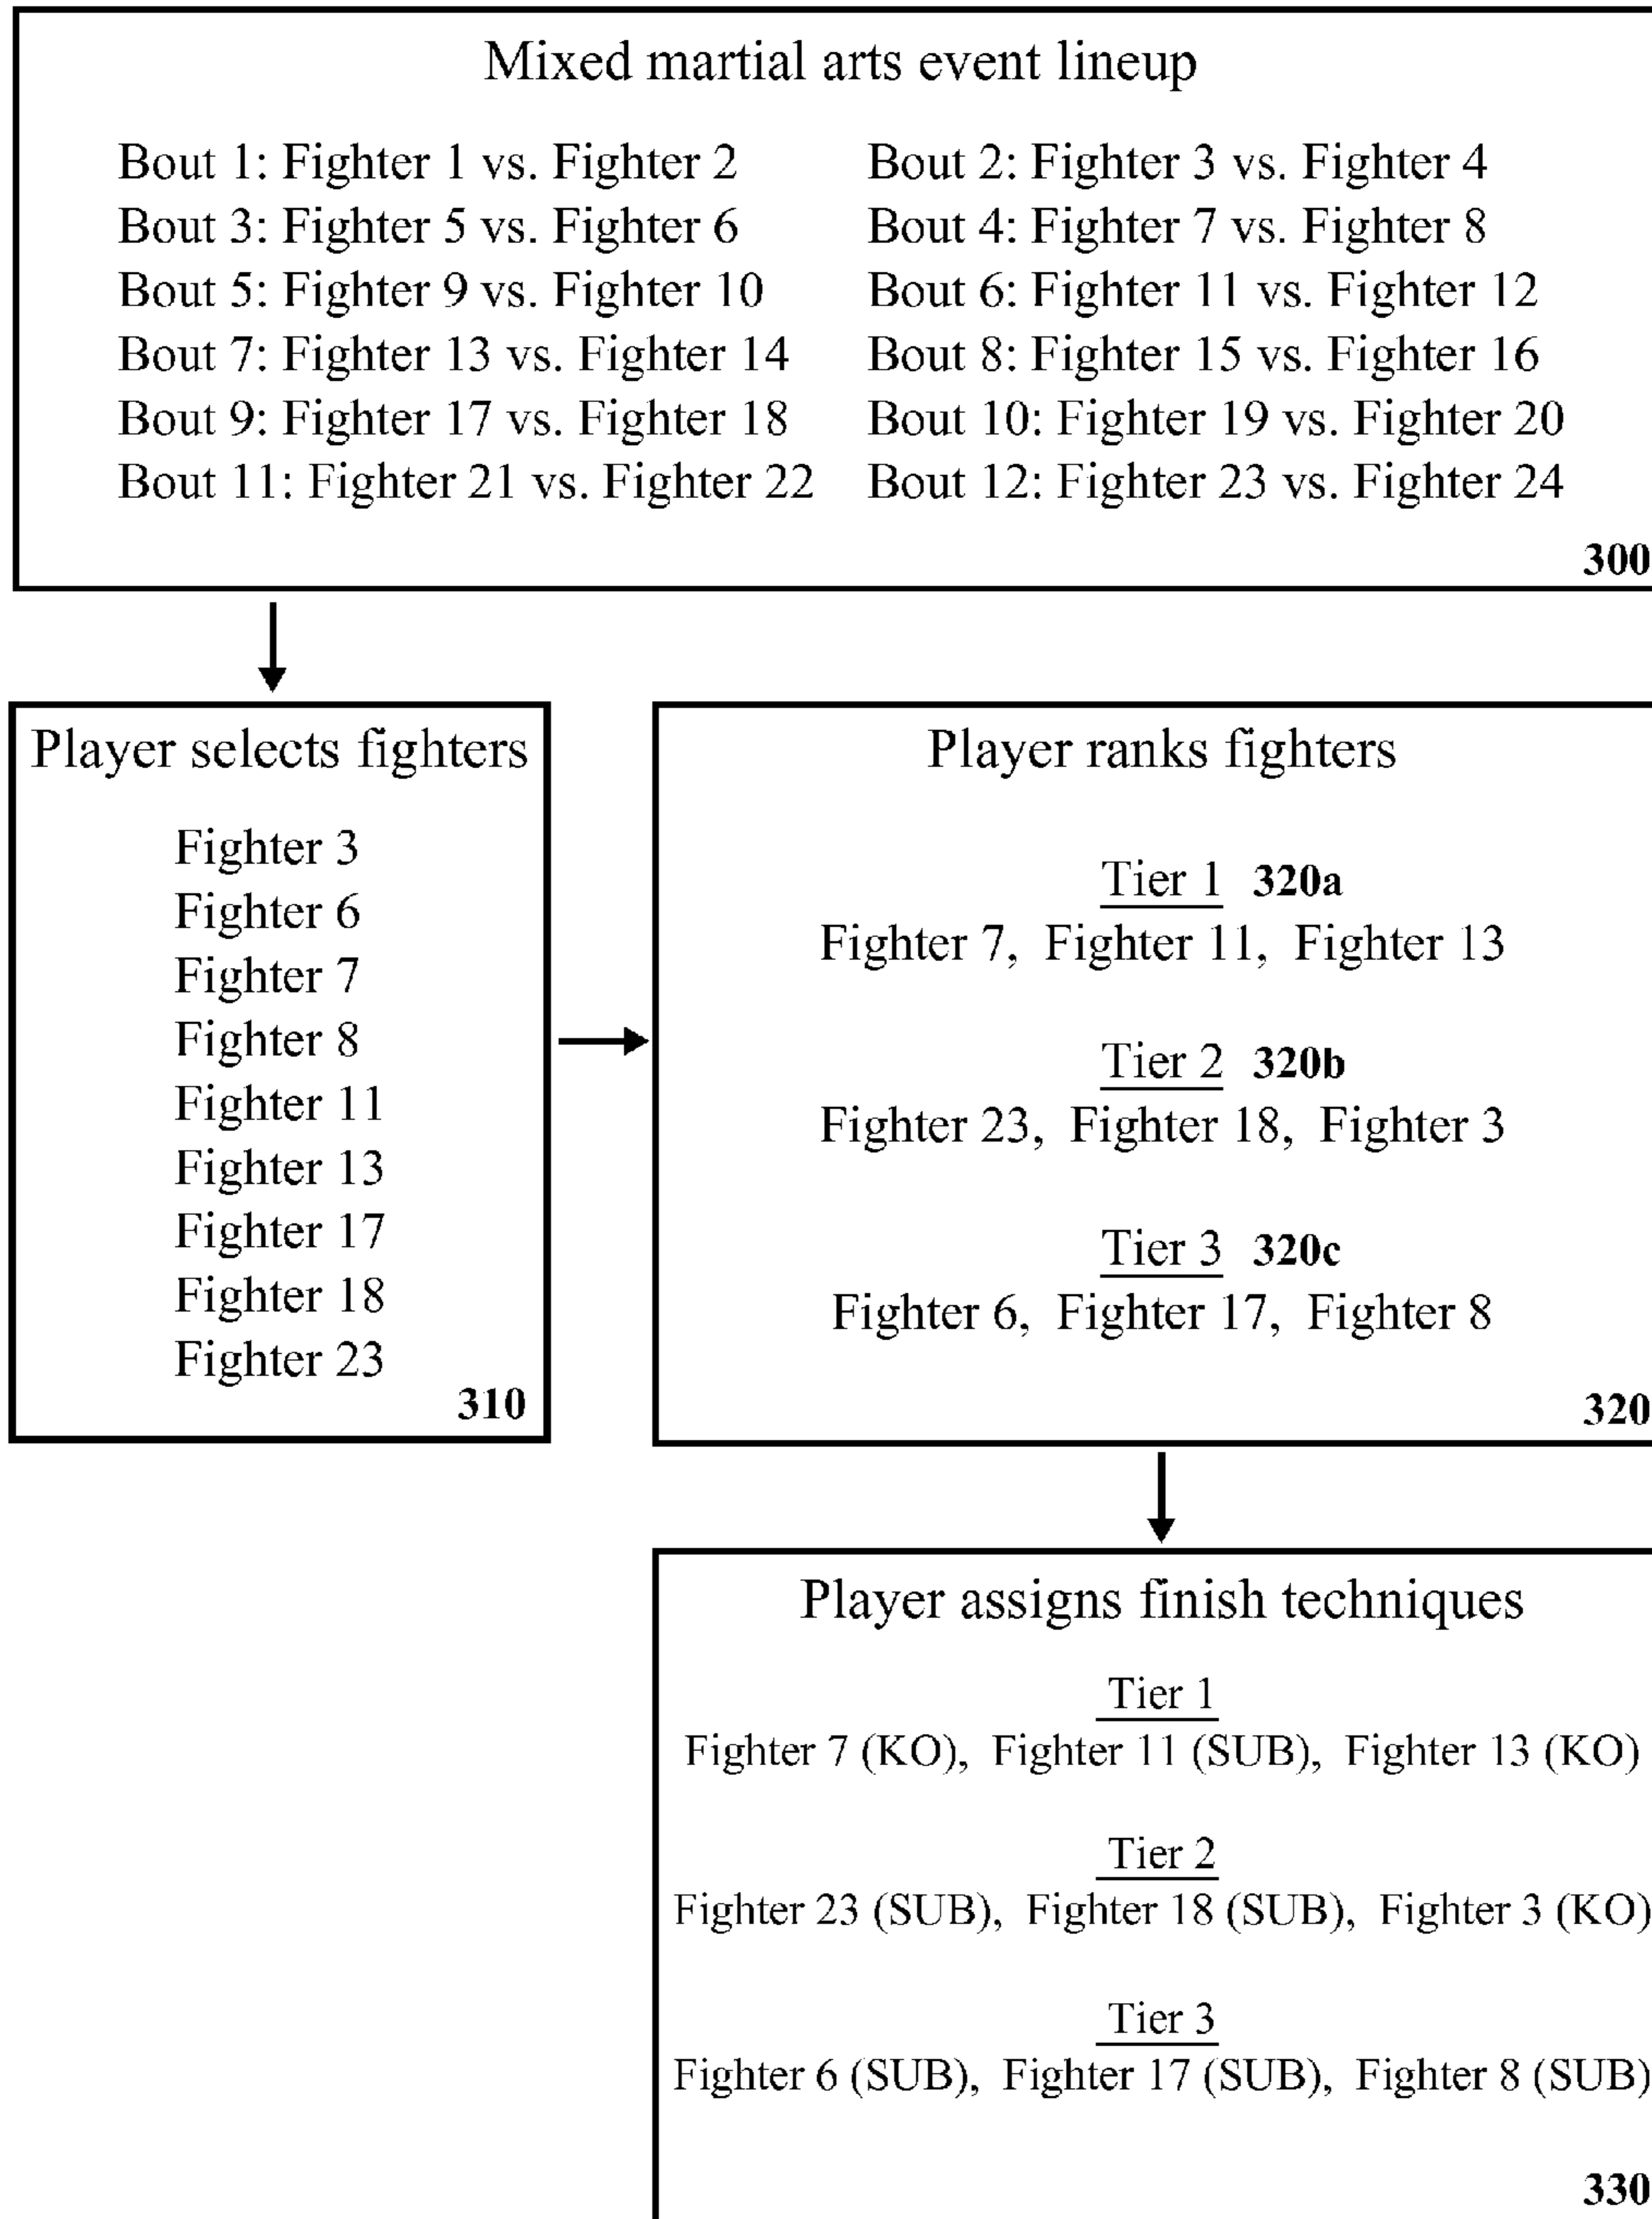 Mixed martial arts event lineup
Bout 1: Fighter 1 vs. Fighter 2 Bout 2: Fighter 3 vs. Fighter 4
Bout 3: Fighter 5 vs. Fighter 6 Bout 4: Fighter 7 vs. Fighter 8
Bout 5: Fighter 9 vs. Fighter 10 Bout 6: Fighter 11 vs. Fighter 12
Bout 7: Fighter 13 vs. Fighter 14 Bout 8: Fighter 15 vs. Fighter 16
Bout 9: Fighter 17 vs. Fighter 18 Bout 10: Fighter 19 vs. Fighter 20
Bout 11: Fighter 21 vs. Fighter 22 Bout 12: Fighter 23 vs. Fighter 24
300
Player selects fighters
Fighter 3
Fighter 6
Fighter 7
Fighter 8
Fighter 11
Fighter 13
Fighter 17
Fighter 18
Fighter 23
310
Player ranks fighters
Tier 1 320a
Fighter 7, Fighter 11, Fighter 13
Tier 2 320b
Fighter 23, Fighter 18, Fighter 3
Tier 3 320c
Fighter 6, Fighter 17, Fighter 8
320
Player assigns finish techniques
Tier 1
Fighter 7 (KO), Fighter 11 (SUB), Fighter 13 (KO)
Tier 2
Fighter 23 (SUB), Fighter 18 (SUB), Fighter 3 (KO)
Tier 3
Fighter 6 (SUB), Fighter 17 (SUB), Fighter 8 (SUB)
330